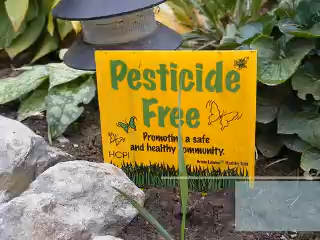 Pesticide
Free
Promoting a safe
and healthy community.
HCPI